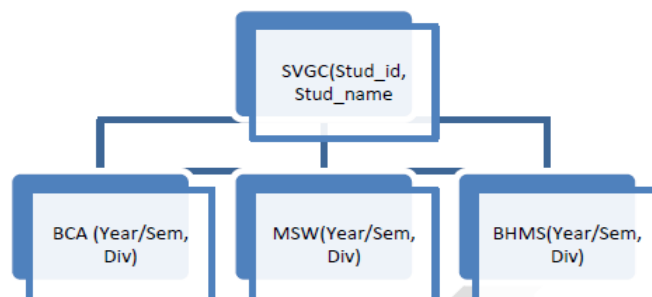 SVGC(Stud_id,
Stud_name
BCA (Year/Sem,
Div)
MSW(Year/Sem,
Div)
BHMS(Year/Sem,
Div)